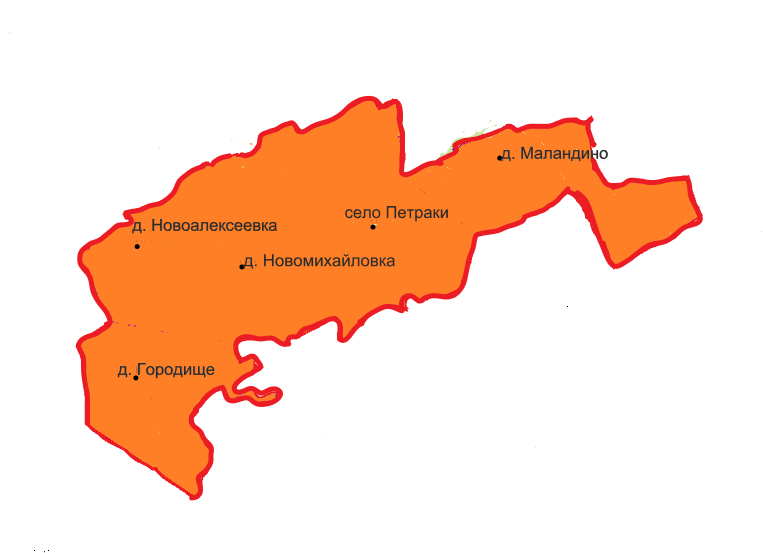 д. Маландино
село Петраки
д. Новоалексеевка
д. Новомихайловка
д. Городище